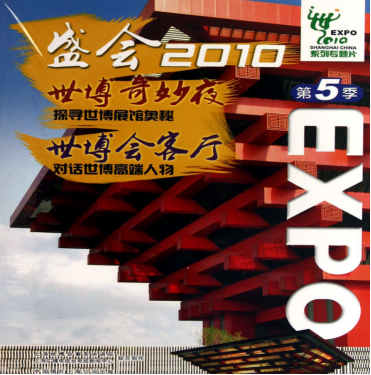 盛会2010
世博奇妙夜
探寻世博展馆奥秘
世博会客厅
对话世博高端人物
EXPO
2010
SHANGHAI CHINA
系列专题片
第5季
EXPO